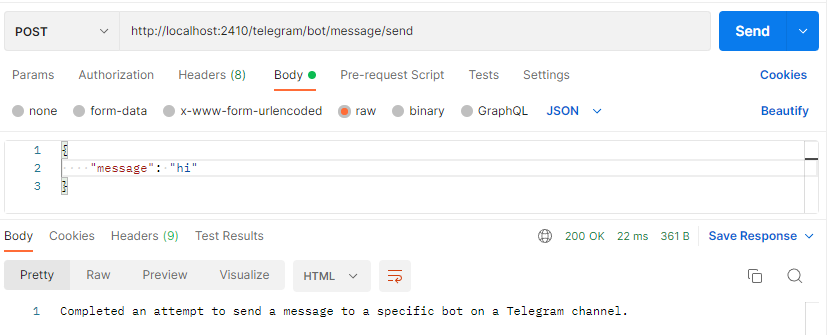 POST http://localhost:2410/telegram/bot/message/send Send
Params Authorization Headers (8) Body Pre-request Script Tests Settings Cookies
none form-data x-www-form-urlencoded raw binary GraphQL JSON Beautify
1 {
2 ····"message":·"hi"
3 }
Body Cookies Headers (9) Test Results 200 OK 22 ms 361 B Save Response
Pretty Raw Preview Visualize HTML
1 Completed an attempt to send a message to a specific bot on a Telegram channel.